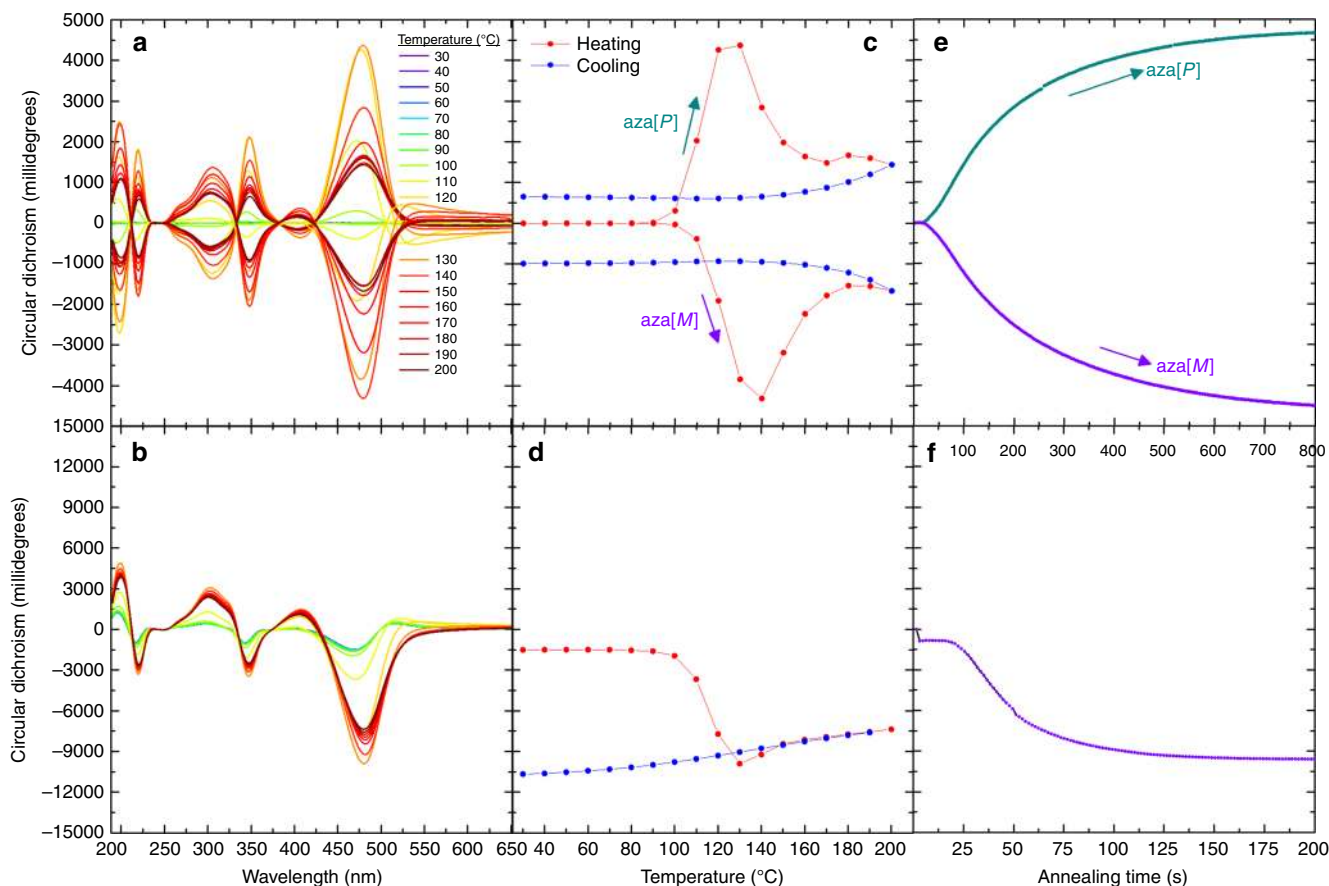 a
Temperature (°C)
30
40
50
60
70
80
90
100
110
120
130
140
150
160
170
180
190
200
5000
4000
3000
2000
1000
0
–1000
–2000
–3000
–4000
15000
Circular dichroism (millidegrees)
c
Heating
Cooling
aza[P]
aza[M]
e
aza[P]
aza[M]
100 200 300 400 500 600 700 800
b
12000
9000
6000
3000
0
–3000
–6000
–9000
–12000
–15000
Circular dichroism (millidegrees)
200 250 300 350 400 450 500 550 600 650
Wavelength (nm)
d
40 60 80 100 120 140 160 180 200
Temperature (°C)
f
25 50 75 100 125 150 175 200
Annealing time (s)